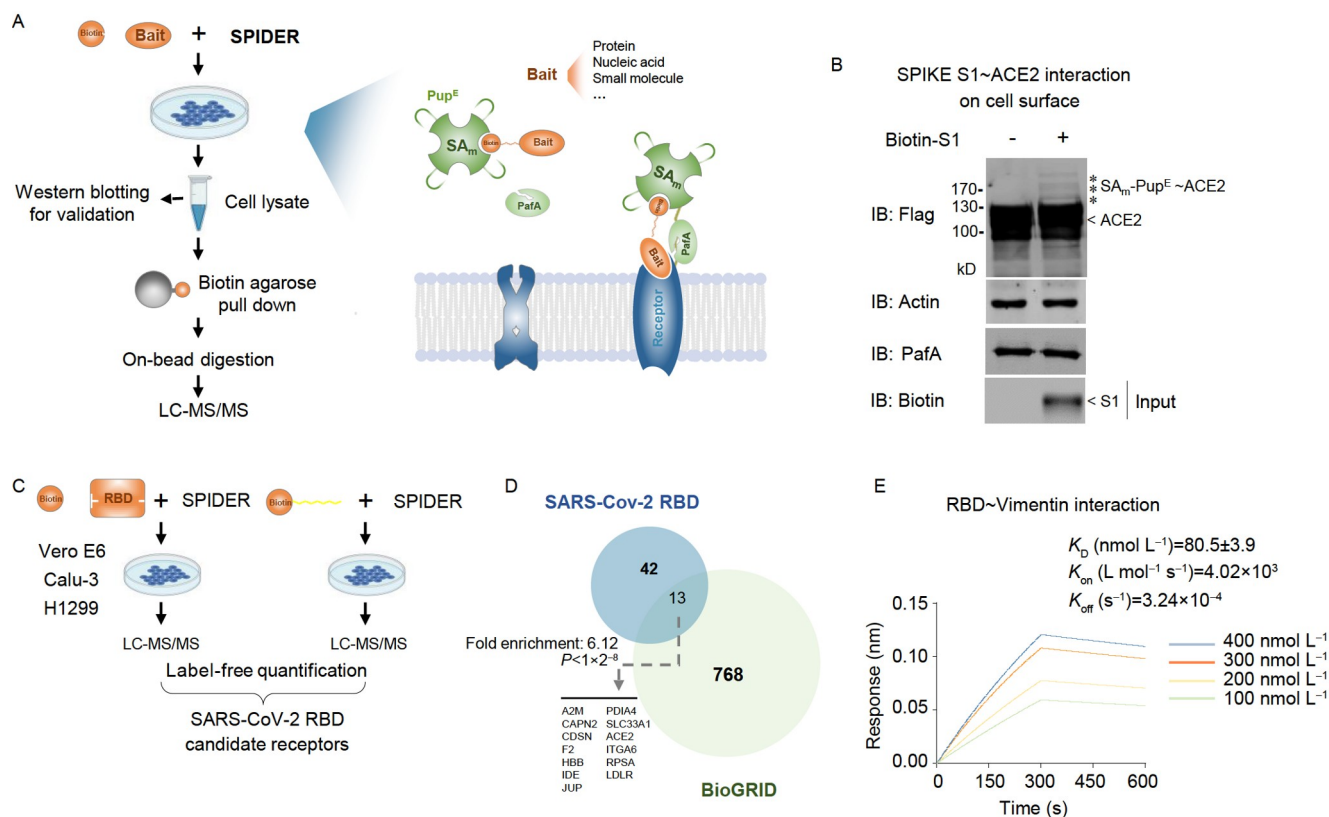 A
Biotin
Bait
+
SPIDER
Western blotting
for validation
Cell lysate
Biotin agarose
pull down
On-bead digestion
LC-MS/MS
Bait
Protein
Nucleic acid
Small molecule
...
Pup^E
SA_m
Biotin
Bait
PafA
SA_m
Biotin
Bait
PafA
Receptor
B
SPIKE S1~ACE2 interaction
on cell surface
Biotin-S1 - +
170-
130-
100-
kD
* SA_m-Pup^E ~ACE2
*
*
< ACE2
IB: Flag
IB: Actin
IB: PafA
IB: Biotin
< S1
Input
C
Biotin
RBD
+ SPIDER
Biotin
+ SPIDER
Vero E6
Calu-3
H1299
LC-MS/MS
LC-MS/MS
Label-free quantification
SARS-CoV-2 RBD
candidate receptors
D
SARS-Cov-2 RBD
42
13
768
BioGRID
Fold enrichment: 6.12
P<1×2^−8
A2M PDIA4
CAPN2 SLC33A1
CDSN ACE2
F2 ITGA6
HBB RPSA
IDE LDLR
JUP
E
RBD~Vimentin interaction
K_D (nmol L^−1)=80.5±3.9
K_on (L mol^−1 s^−1)=4.02×10^3
K_off (s^−1)=3.24×10^−4
0.15
0.10
0.05
0.00
Response (nm)
0 150 300 450 600
Time (s)
400 nmol L^−1
300 nmol L^−1
200 nmol L^−1
100 nmol L^−1